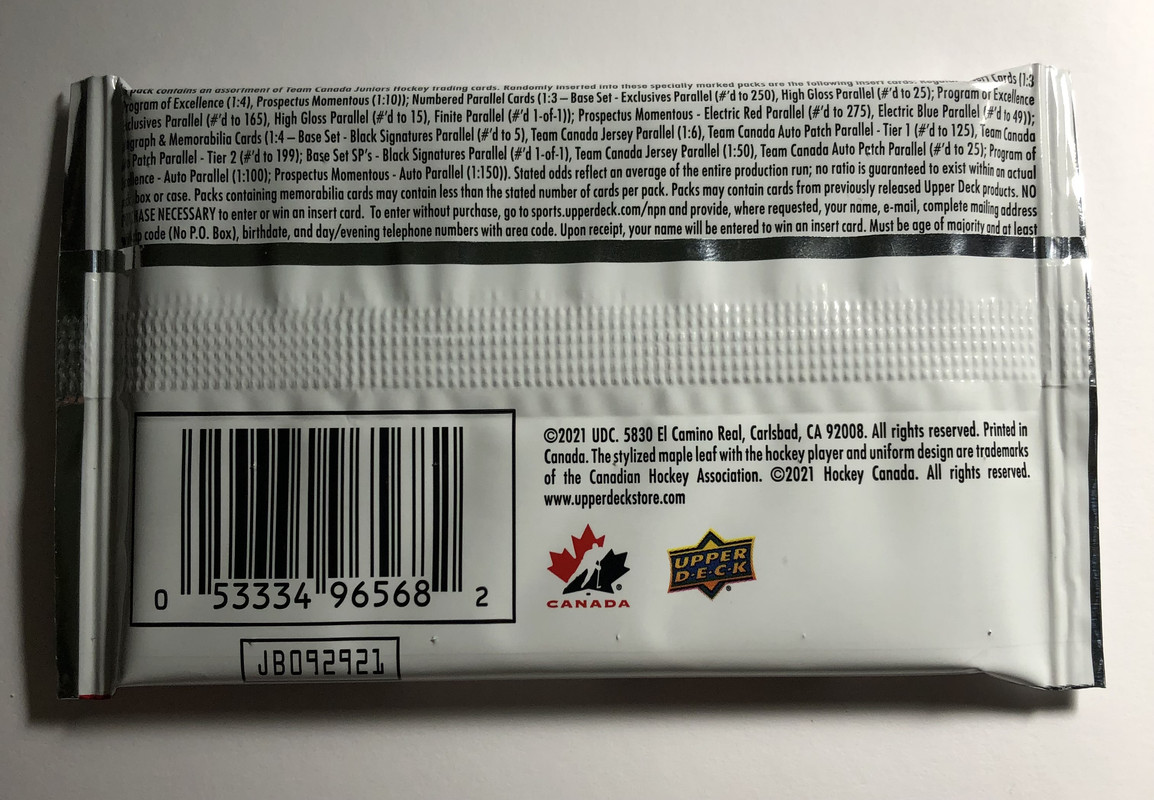 pack contains an assortment of Team Canada Juniors Hockey trading cards. Randomly inserted into these specially marked packs are the following insert cards: Regular Cards (1:3
Program of Excellence (1:4), Prospectus Momentous (1:10)); Numbered Parallel Cards (1:3 – Base Set - Exclusives Parallel (#'d to 250), High Gloss Parallel (#'d to 25); Program of Excellence
clusives Parallel (#'d to 165), High Gloss Parallel (#'d to 15), Finite Parallel (#'d 1-of-1)); Prospectus Momentous - Electric Red Parallel (#'d to 275), Electric Blue Parallel (#'d to 49));
graph & Memorabilia Cards (1:4 – Base Set - Black Signatures Parallel (#'d to 5), Team Canada Jersey Parallel (1:6), Team Canada Auto Patch Parallel - Tier 1 (#'d to 125), Team Canada
Patch Parallel - Tier 2 (#'d to 199); Base Set SP's - Black Signatures Parallel (#'d 1-of-1), Team Canada Jersey Parallel (1:50), Team Canada Auto Patch Parallel (#'d to 25); Program of
llence - Auto Parallel (1:100); Prospectus Momentous - Auto Parallel (1:150)). Stated odds reflect an average of the entire production run; no ratio is guaranteed to exist within an actual
box or case. Packs containing memorabilia cards may contain less than the stated number of cards per pack. Packs may contain cards from previously released Upper Deck products. NO
HASE NECESSARY to enter or win an insert card. To enter without purchase, go to sports.upperdeck.com/npn and provide, where requested, your name, e-mail, complete mailing address
p code (No P.O. Box), birthdate, and day/evening telephone numbers with area code. Upon receipt, your name will be entered to win an insert card. Must be age of majority and at least
©2021 UDC. 5830 El Camino Real, Carlsbad, CA 92008. All rights reserved. Printed in
Canada. The stylized maple leaf with the hockey player and uniform design are trademarks
of the Canadian Hockey Association. ©2021 Hockey Canada. All rights reserved.
www.upperdeckstore.com
CANADA
UPPER
D·E·C·K
0 53334 96568 2
JB092921